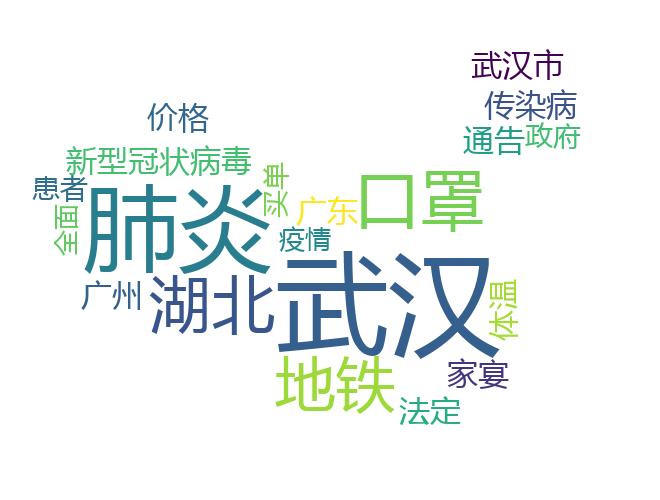 武汉市
传染病
价格
通告
政府
新型冠状病毒
患者
肺炎
买单
口罩
广东
全面
疫情
广州
湖北
武汉
体温
地铁
家宴
法定